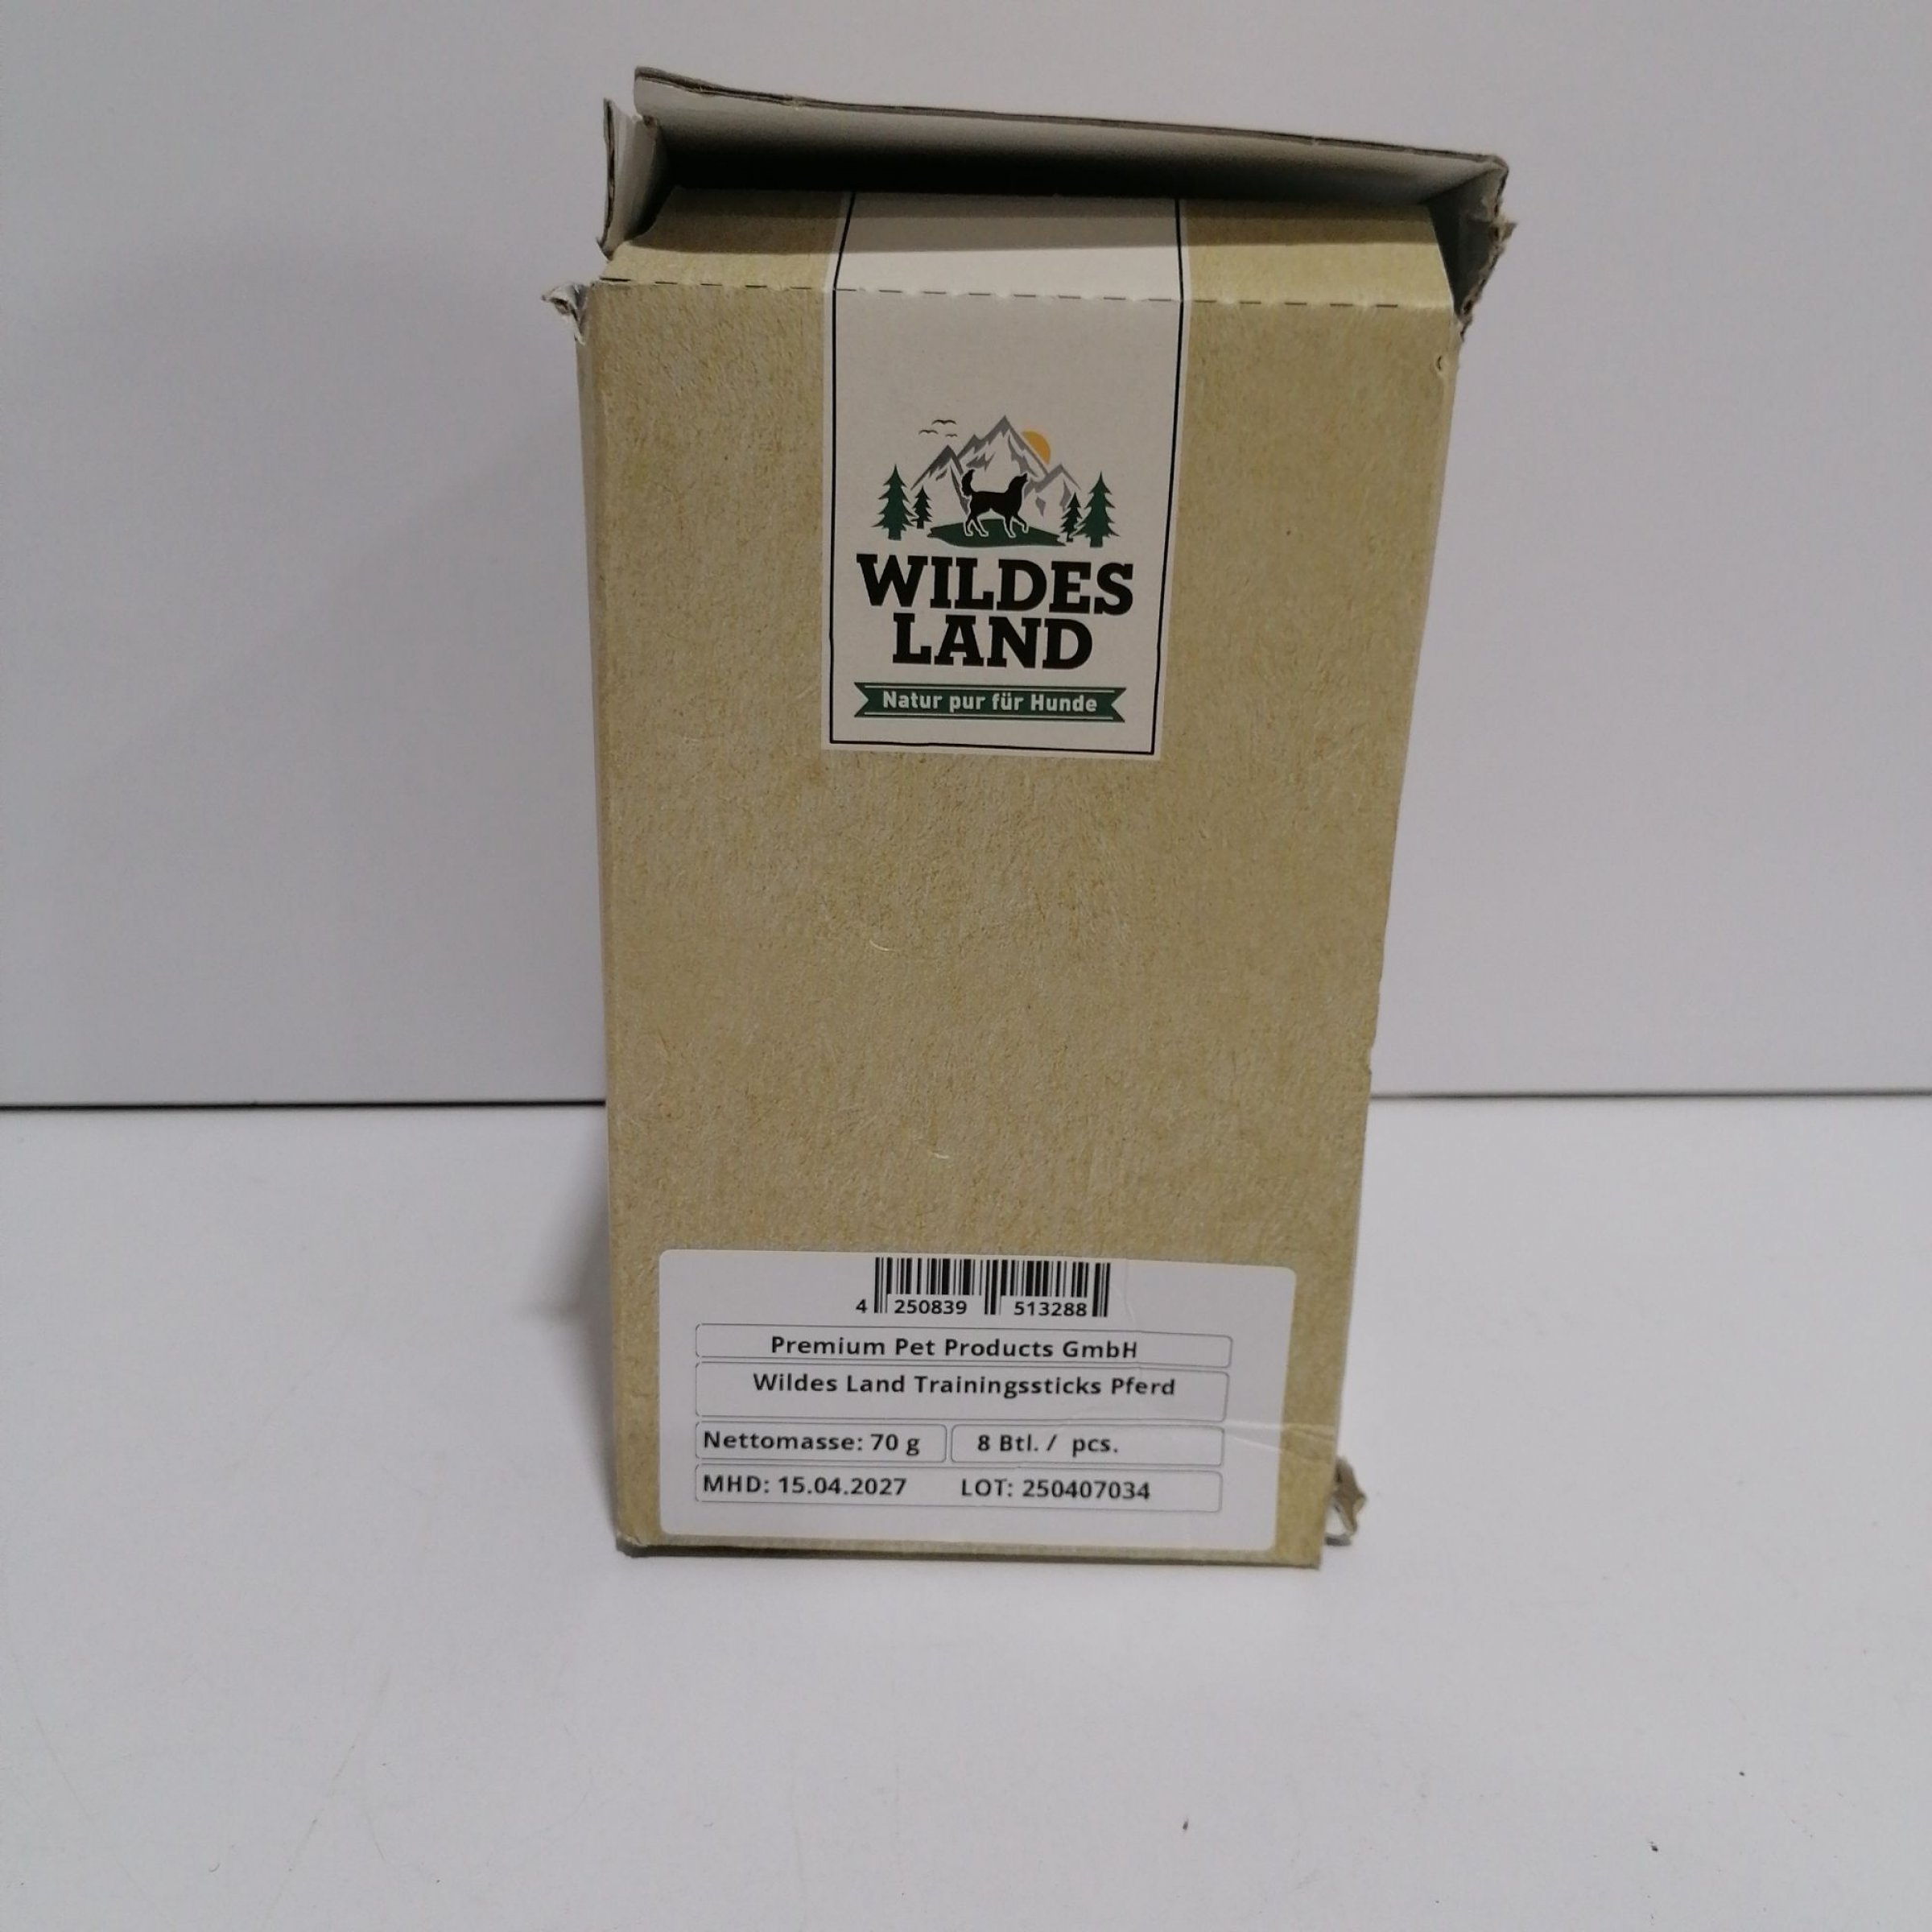 WILDES
LAND
Natur pur für Hunde
4 250839 513288
Premium Pet Products GmbH
Wildes Land Trainingssticks Pferd
Nettomasse: 70 g 8 Btl. / pcs.
MHD: 15.04.2027 LOT: 250407034